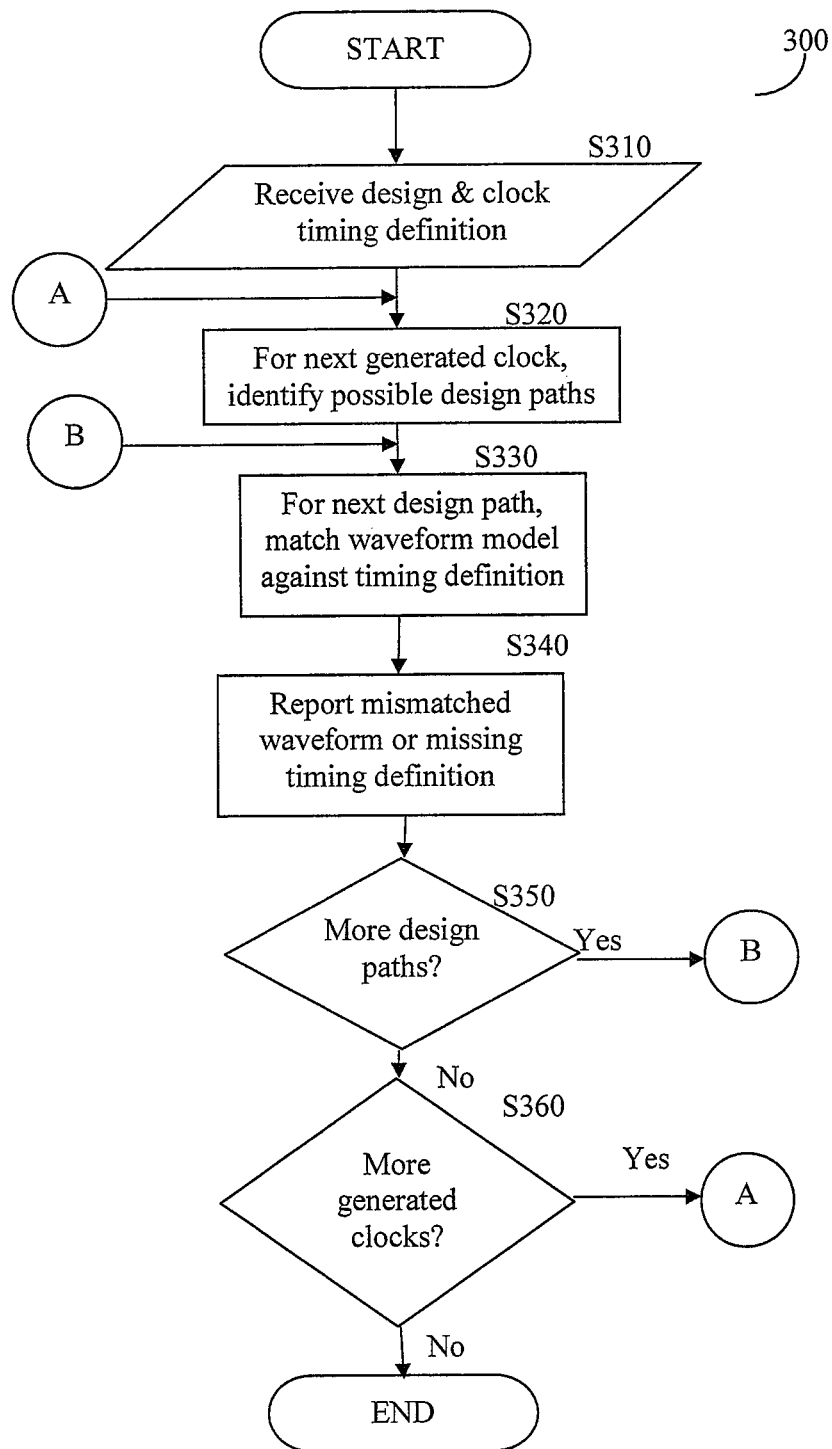 START
300
S310
Receive design & clock
timing definition
A
S320
For next generated clock,
identify possible design paths
B
S330
For next design path,
match waveform model
against timing definition
S340
Report mismatched
waveform or missing
timing definition
S350
More design
paths?
Yes
B
No
S360
More
generated
clocks?
Yes
A
No
END